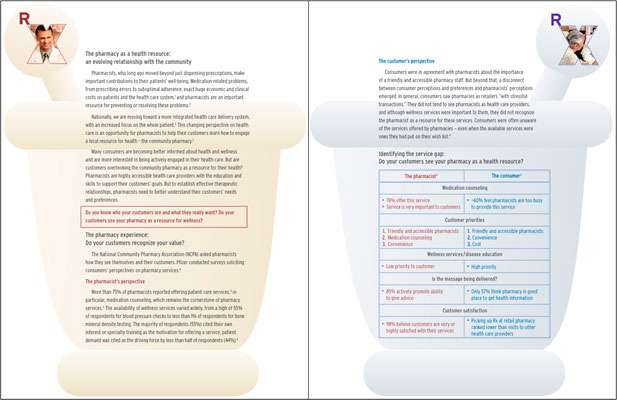 R
The pharmacy as a health resource:
an evolving relationship with the community
Pharmacists, who long ago moved beyond just dispensing prescriptions, make
important contributions to their patients' well being. Medication-related problems,
from prescribing errors to suboptimal adherence, exact huge economic and clinical
costs on patients and the health care system,¹ and pharmacists are an important
resource for preventing or resolving these problems.²
Nationally, we are moving toward a more integrated health care delivery system,
with an increased focus on the whole patient.³ This changing perspective on health
care is an opportunity for pharmacists to help their customers learn how to engage
a local resource for health - the community pharmacy!
Many consumers are becoming better informed about health and wellness
and are more interested in being actively engaged in their health care. But are
customers overlooking the community pharmacy as a resource for their health?
Pharmacists are highly accessible health care providers with the education and
skills to support their customers' goals. But to establish effective therapeutic
relationships, pharmacists need to better understand their customers' needs
and preferences.
Do you know who your customers are and what they really want? Do your
customers see your pharmacy as a resource for wellness?
The pharmacy experience:
Do your customers recognize your value?
The National Community Pharmacy Association (NCPA) asked pharmacists
how they see themselves and their customers. Pfizer conducted surveys soliciting
consumers' perspectives on pharmacy services.⁴
The pharmacist's perspective
More than 75% of pharmacists reported offering patient care services,⁴ in
particular, medication counseling, which remains the cornerstone of pharmacy
services.⁵ The availability of wellness services varied widely, from a high of 55%
of respondents for blood pressure checks to less than 1% of respondents for bone
mineral density testing. The majority of respondents (55%) cited their own
interest or specialty training as the motivation for offering a service; patient
demand was cited as the driving force by less than half of respondents (44%).⁴
R
The customer's perspective
Consumers were in agreement with pharmacists about the importance
of a friendly and accessible pharmacy staff. But beyond that, a disconnect
between consumer perceptions and preferences and pharmacists' perceptions
emerged. In general, consumers saw pharmacies as retailers "with stressful
transactions." They did not tend to see pharmacists as health care providers,
and although wellness services were important to them, they did not recognize
the pharmacist as a resource for these services. Consumers were often unaware
of the services offered by pharmacies – even when the available services were
ones they had put on their wish list.⁴
Identifying the service gap:
Do your customers see your pharmacy as a health resource?
The pharmacist⁴ The consumer⁴
Medication counseling
• 78% offer this service
• Service is very important to customers
• >60% feel pharmacists are too busy
to provide this service
Customer priorities
1. Friendly and accessible pharmacists
2. Medication counseling
3. Convenience
1. Friendly and accessible pharmacists
2. Convenience
3. Cost
Wellness services/disease education
• Low priority to customer
• High priority
Is the message being delivered?
• 85% actively promote ability
to give advice
• Only 57% think pharmacy is good
place to get health information
Customer satisfaction
• 98% believe customers are very or
highly satisfied with their services
• Picking up Rx at retail pharmacy
ranked lower than visits to other
health care providers